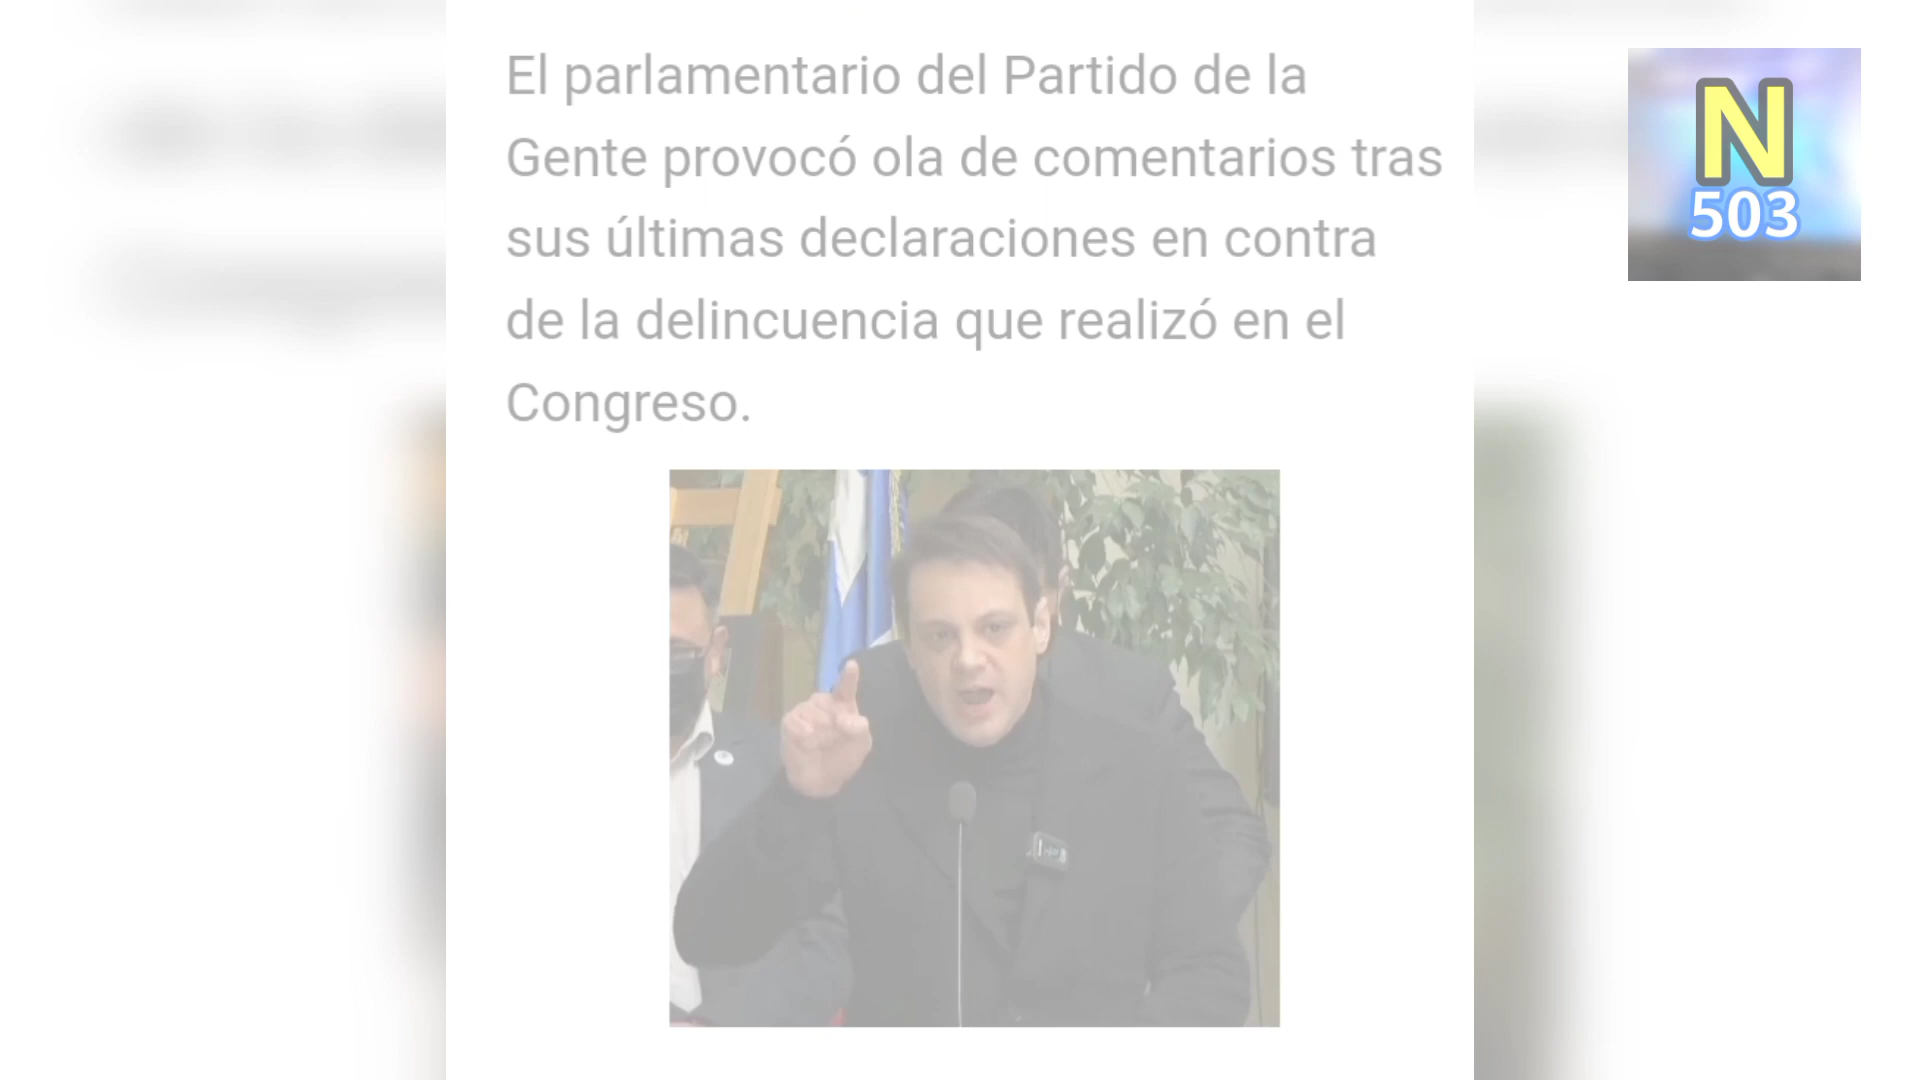 El parlamentario del Partido de la
Gente provocó ola de comentarios tras
sus últimas declaraciones en contra
de la delincuencia que realizó en el
Congreso.
N
503